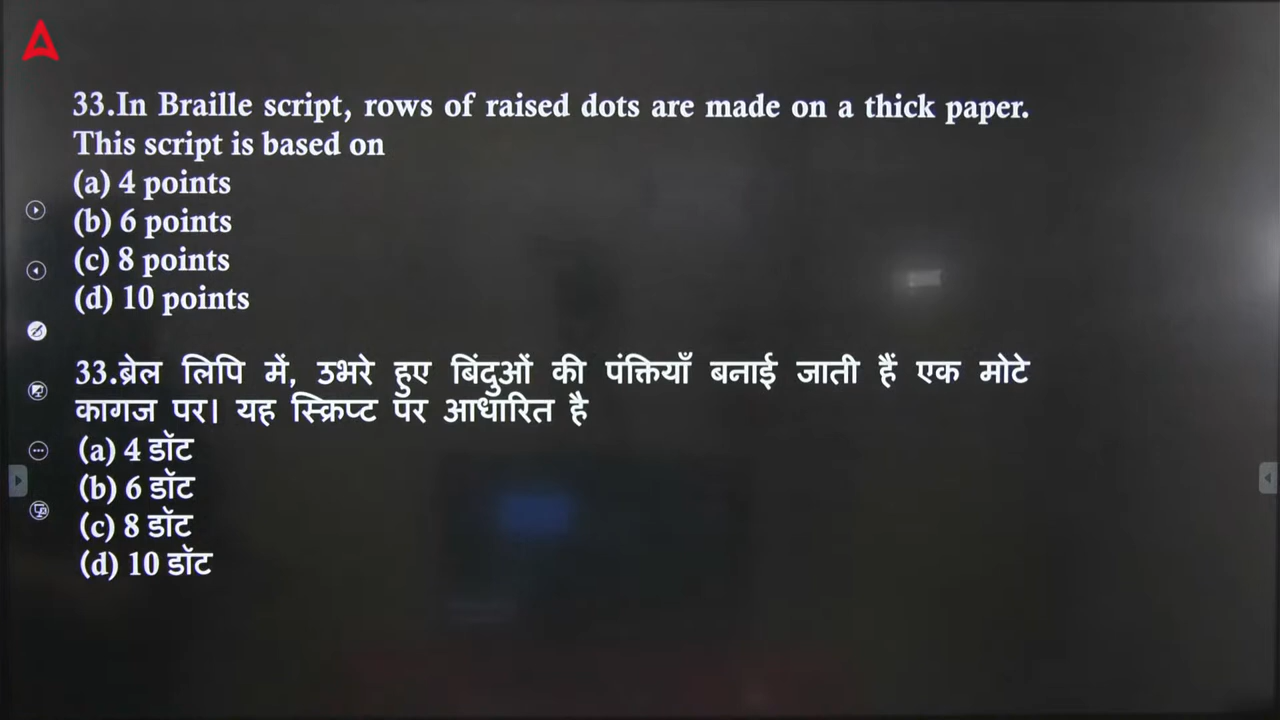 33.In Braille script, rows of raised dots are made on a thick paper.
This script is based on
(a) 4 points
(b) 6 points
(c) 8 points
(d) 10 points
33.ब्रेल लिपि में, उभरे हुए बिंदुओं की पंक्तियाँ बनाई जाती हैं एक मोटे
कागज पर। यह स्क्रिप्ट पर आधारित है
(a) 4 डॉट
(b) 6 डॉट
(c) 8 डॉट
(d) 10 डॉट